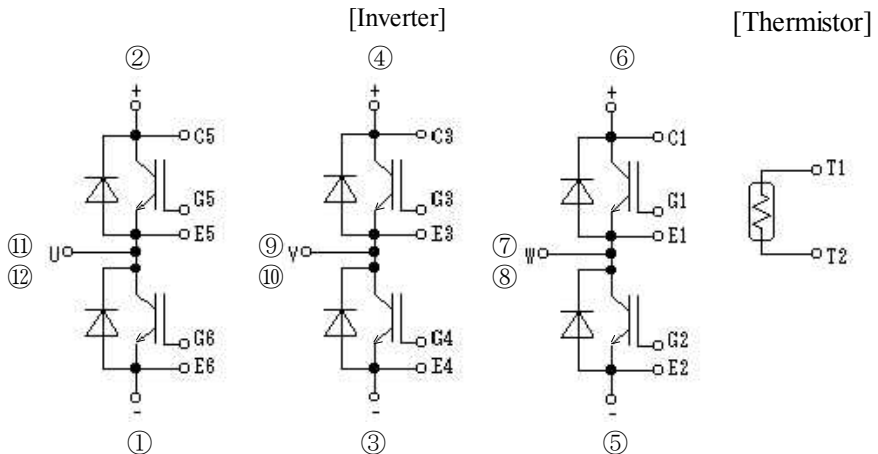 [Inverter] [Thermistor]
② ④ ⑥
+ + +
C5 C3 C1
T1
G5 G3 G1
E5 E3 E1
⑪ U ⑨ V ⑦ W
T2
⑫ ⑩ ⑧
G6 G4 G2
E6 E4 E2
- - -
① ③ ⑤